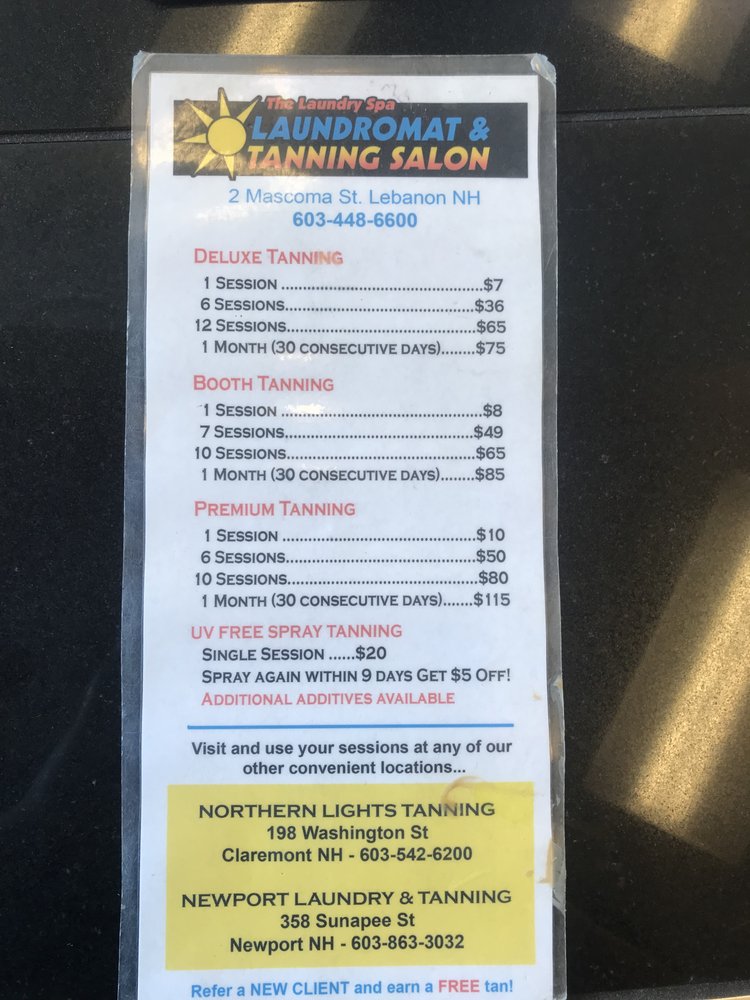 The Laundry Spa
LAUNDROMAT &
TANNING SALON
2 Mascoma St. Lebanon NH
603-448-6600
DELUXE TANNING
1 SESSION ................................................$7
6 SESSIONS.............................................$36
12 SESSIONS.............................................$65
1 MONTH (30 CONSECUTIVE DAYS)........$75
BOOTH TANNING
1 SESSION ................................................$8
7 SESSIONS.............................................$49
10 SESSIONS.............................................$65
1 MONTH (30 CONSECUTIVE DAYS)........$85
PREMIUM TANNING
1 SESSION ..............................................$10
6 SESSIONS.............................................$50
10 SESSIONS.............................................$80
1 MONTH (30 CONSECUTIVE DAYS).......$115
UV FREE SPRAY TANNING
SINGLE SESSION ......$20
SPRAY AGAIN WITHIN 9 DAYS GET $5 OFF!
ADDITIONAL ADDITIVES AVAILABLE
Visit and use your sessions at any of our
other convenient locations...
NORTHERN LIGHTS TANNING
198 Washington St
Claremont NH - 603-542-6200
NEWPORT LAUNDRY & TANNING
358 Sunapee St
Newport NH - 603-863-3032
Refer a NEW CLIENT and earn a FREE tan!